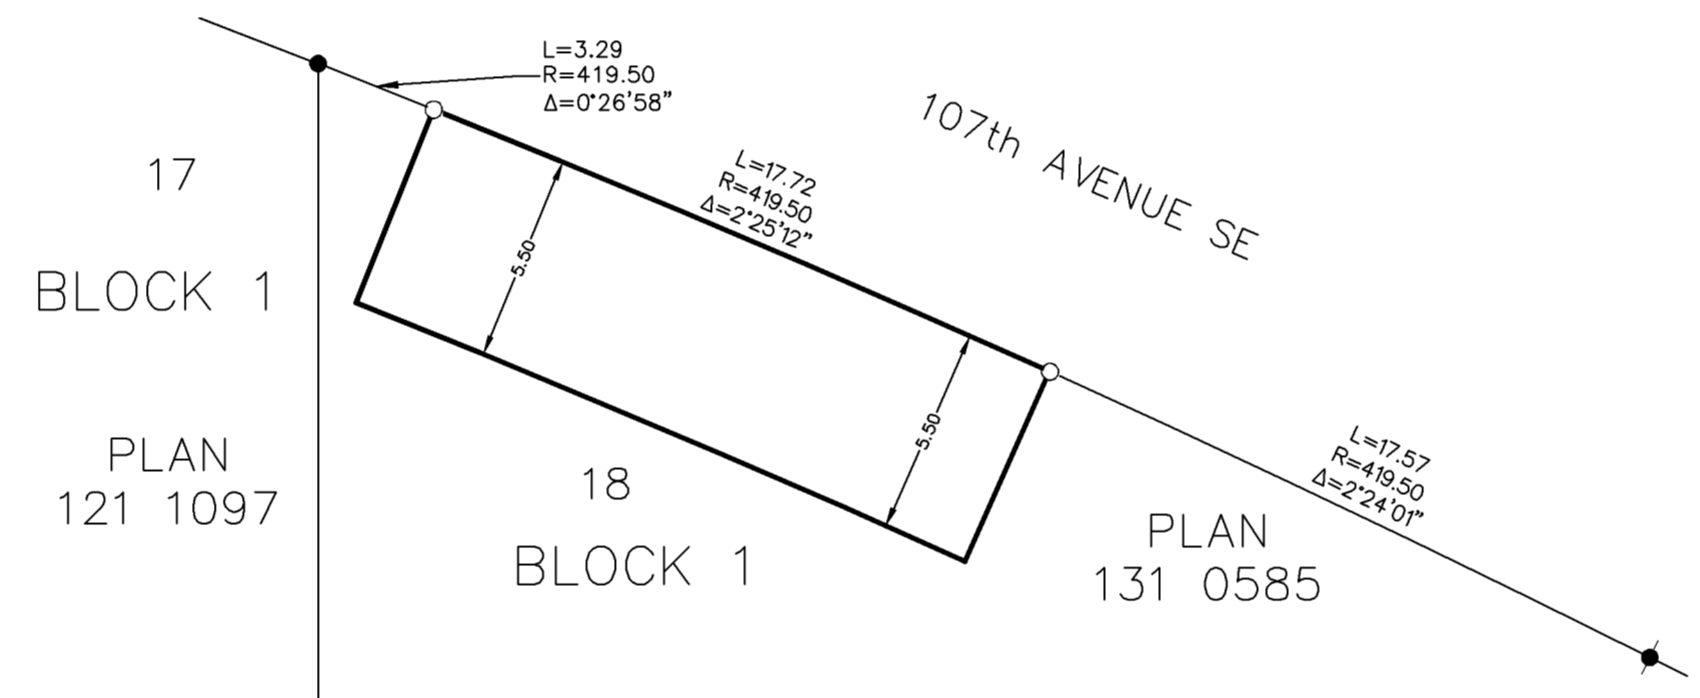 L=3.29
R=419.50
Δ=0°26'58"
107th AVENUE SE
17
BLOCK 1
L=17.72
R=419.50
Δ=2°25'12"
5.50
5.50
PLAN
121 1097
18
BLOCK 1
L=17.57
R=419.50
Δ=2°24'01"
PLAN
131 0585